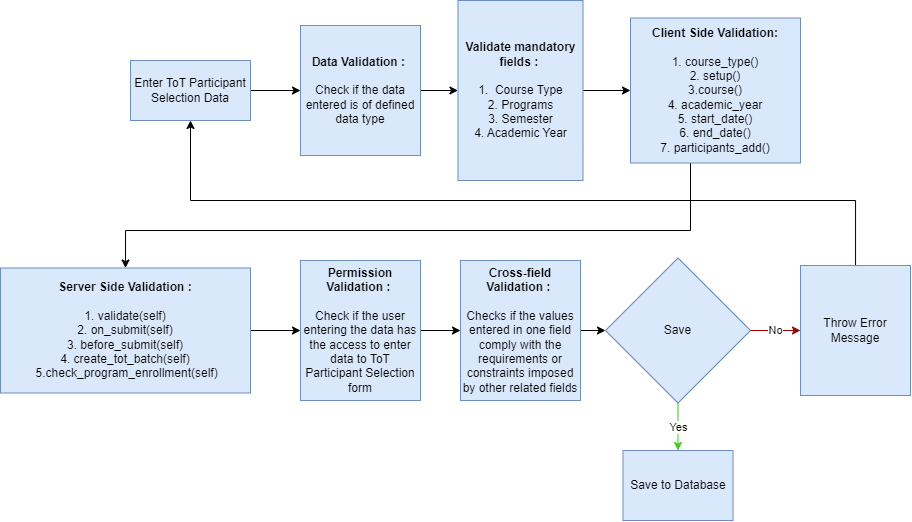 Enter ToT Participant
Selection Data
Data Validation :
Check if the data
entered is of defined
data type
Validate mandatory
fields :
1. Course Type
2. Programs
3. Semester
4. Academic Year
Client Side Validation:
1. course_type()
2. setup()
3.course()
4. academic_year
5. start_date()
6. end_date()
7. participants_add()
Server Side Validation :
1. validate(self)
2. on_submit(self)
3. before_submit(self)
4. create_tot_batch(self)
5.check_program_enrollment(self)
Permission
Validation :
Check if the user
entering the data has
the access to enter
data to ToT
Participant Selection
form
Cross-field
Validation :
Checks if the values
entered in one field
comply with the
requirements or
constraints imposed
by other related fields
Save
No
Throw Error
Message
Yes
Save to Database